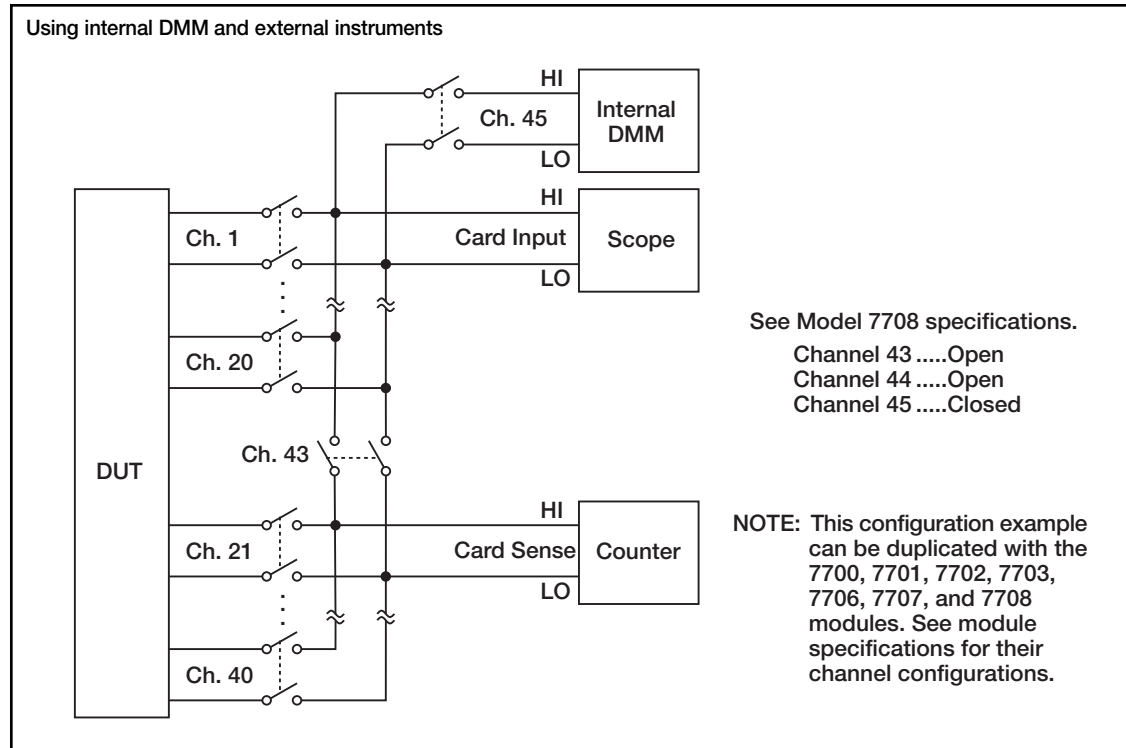 Using internal DMM and external instruments
HI
Ch. 45
Internal
DMM
LO
HI
Ch. 1
Card Input
Scope
LO
See Model 7708 specifications.
Channel 43 .....Open
Channel 44 .....Open
Channel 45 .....Closed
Ch. 20
Ch. 43
DUT
HI
Ch. 21
Card Sense
Counter
LO
Ch. 40
NOTE: This configuration example
can be duplicated with the
7700, 7701, 7702, 7703,
7706, 7707, and 7708
modules. See module
specifications for their
channel configurations.